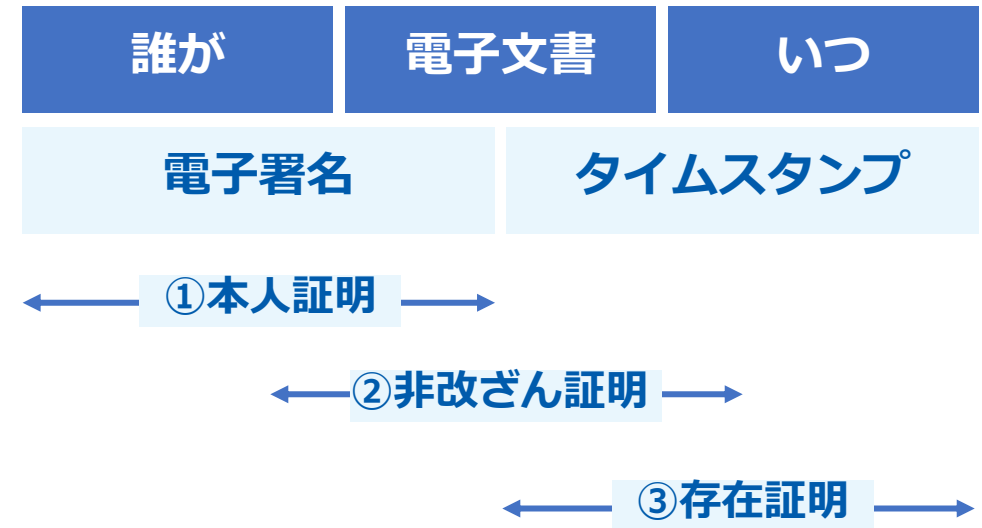 誰が
電子文書
いつ
電子署名
タイムスタンプ
①本人証明
②非改ざん証明
③存在証明